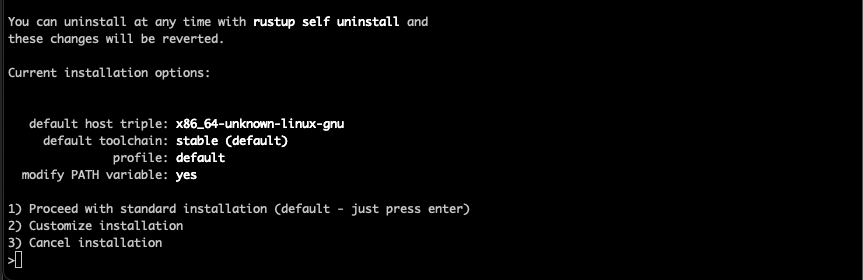 You can uninstall at any time with rustup self uninstall and
these changes will be reverted.
Current installation options:
default host triple: x86_64-unknown-linux-gnu
default toolchain: stable (default)
profile: default
modify PATH variable: yes
1) Proceed with standard installation (default - just press enter)
2) Customize installation
3) Cancel installation
>